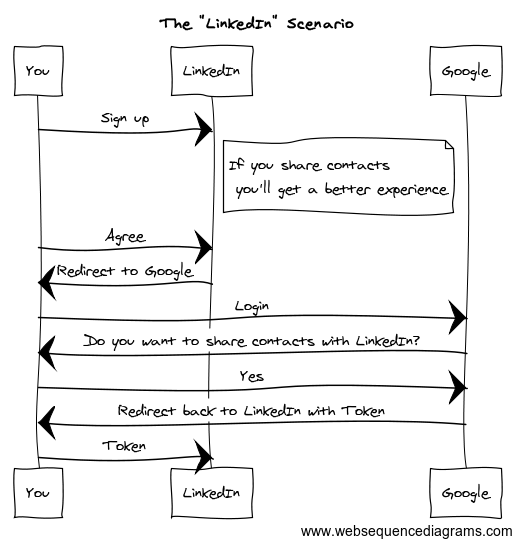 The "LinkedIn" Scenario
You
LinkedIn
Google
Sign up
If you share contacts
you'll get a better experience
Agree
Redirect to Google
Login
Do you want to share contacts with LinkedIn?
Yes
Redirect back to LinkedIn with Token
Token
You
LinkedIn
Google
www.websequencediagrams.com